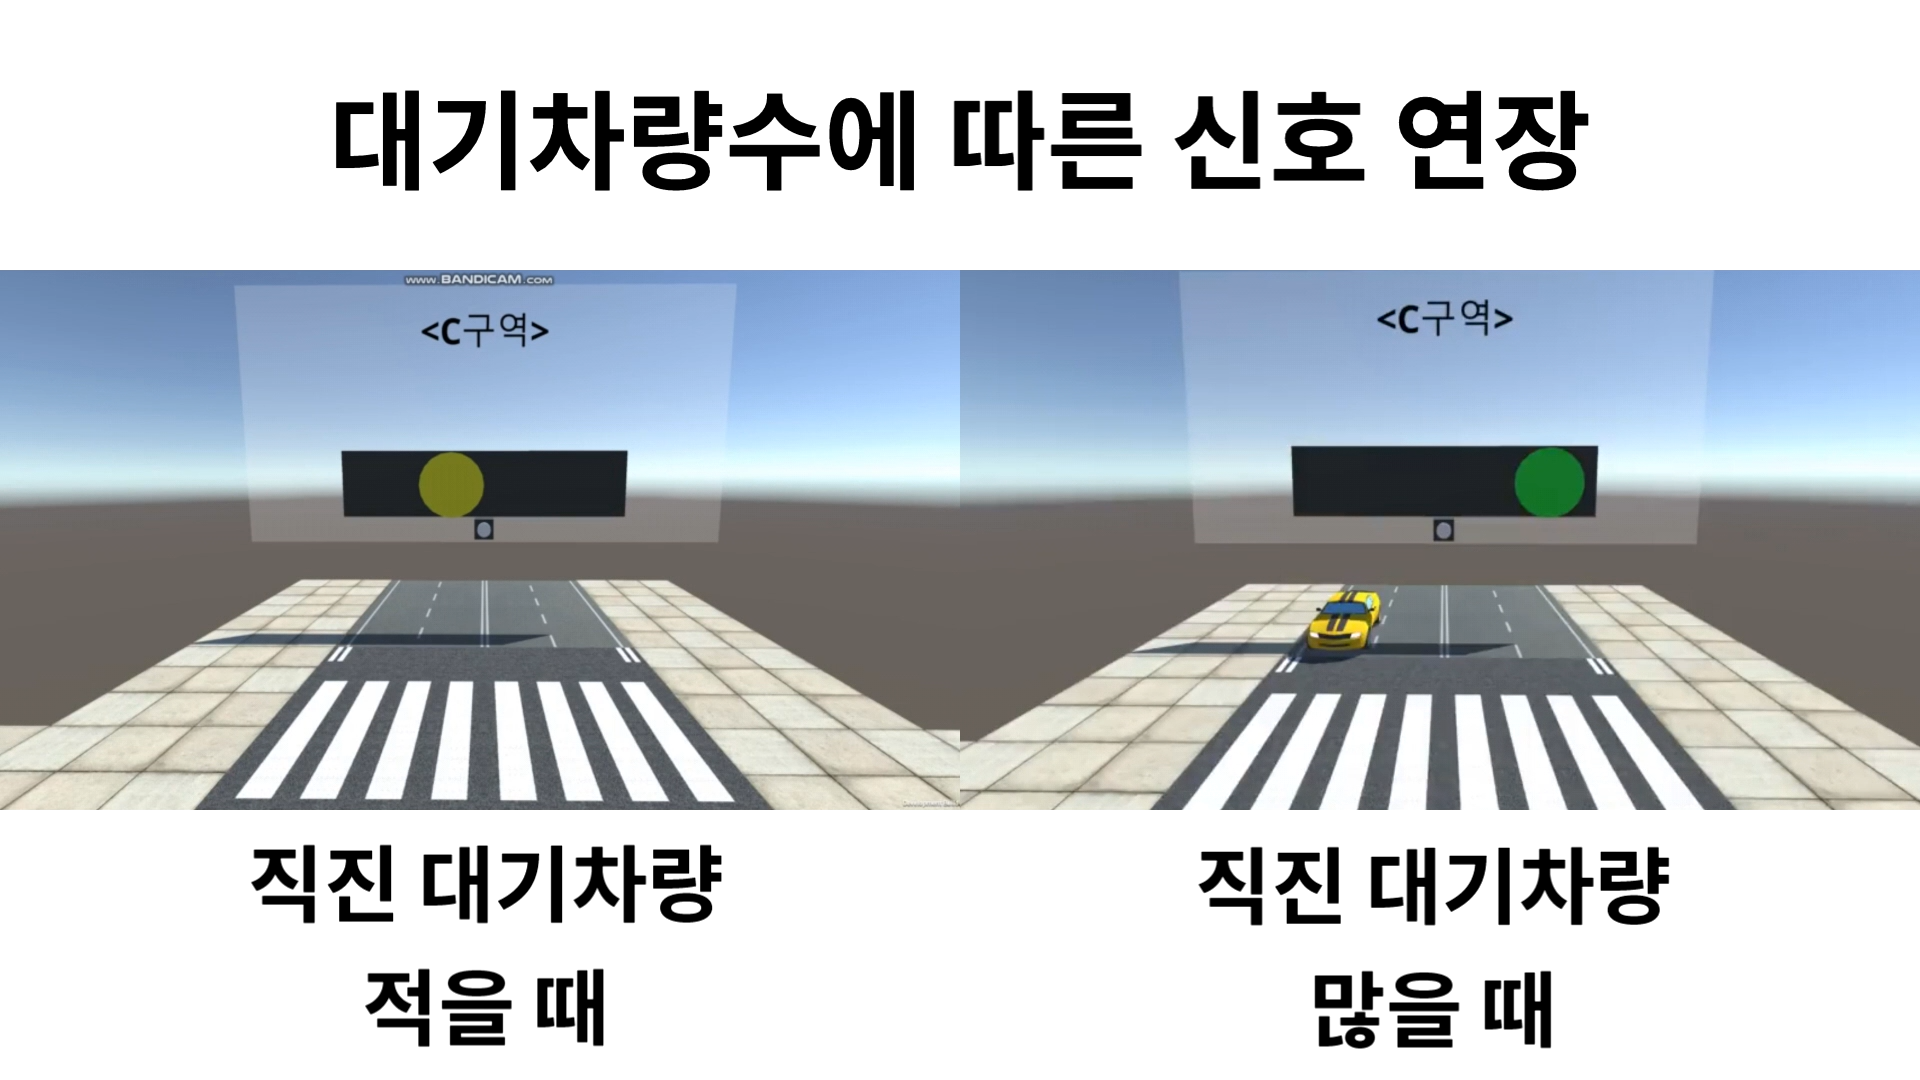 대기차량수에 따른 신호 연장
www.BANDICAM.com
<C구역>
<C구역>
직진 대기차량
적을 때
직진 대기차량
많을 때